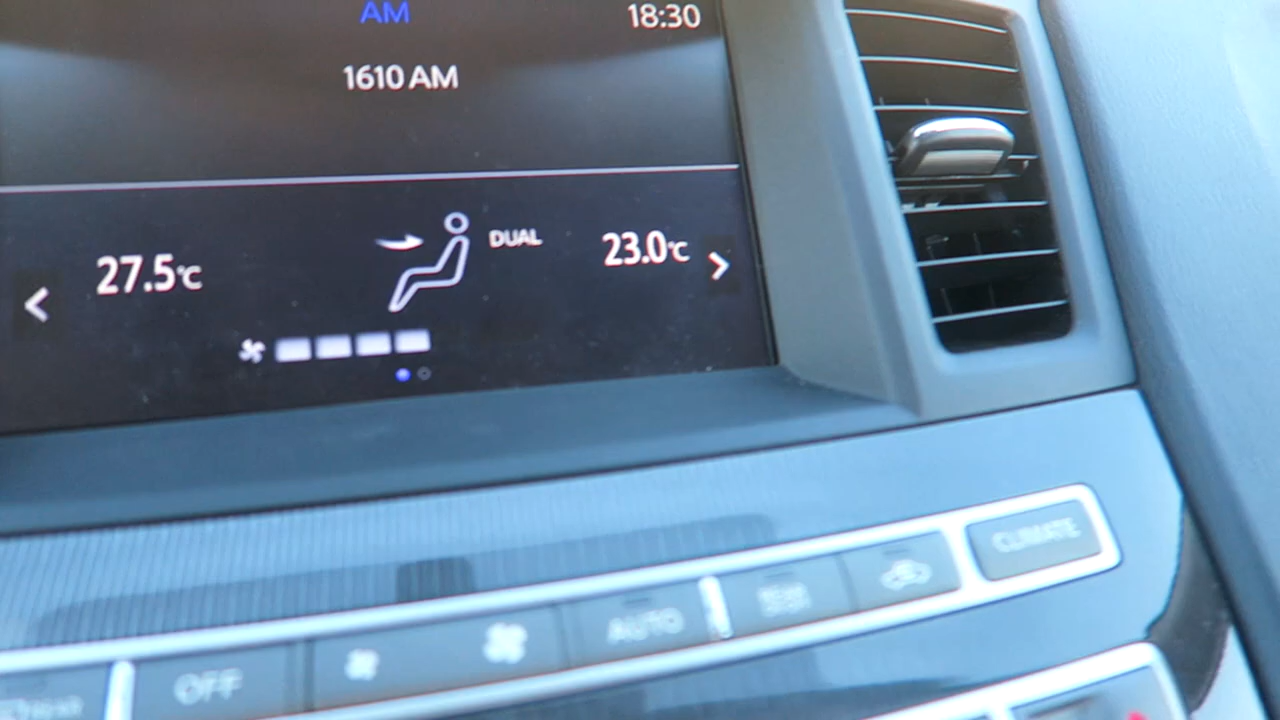 AM
18:30
1610 AM
27.5°C
DUAL
23.0°C
CLIMATE
AUTO
OFF